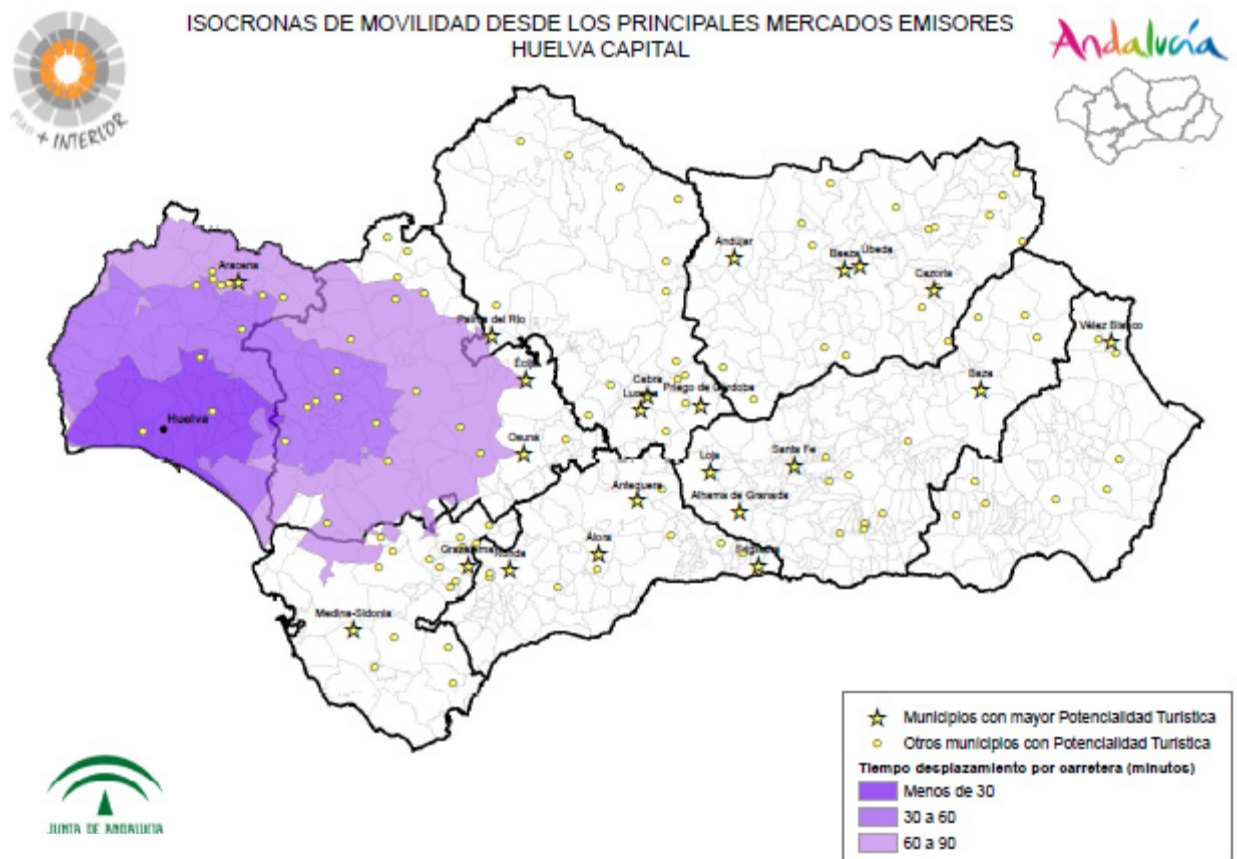 ISOCRONAS DE MOVILIDAD DESDE LOS PRINCIPALES MERCADOS EMISORES
HUELVA CAPITAL
Andalucía
Plan + INTERIOR
Aracena
Andújar
Baeza
Úbeda
Cazorla
Palma del Río
Vélez Blanco
Écija
Cabra
Priego de Córdoba
Lucena
Baza
Huelva
Osuna
Loja
Santa Fe
Antequera
Alhama de Granada
Álora
Grazalema
Ronda
Medina-Sidonia
Municipios con mayor Potencialidad Turística
Otros municipios con Potencialidad Turística
Tiempo desplazamiento por carretera (minutos)
Menos de 30
30 a 60
60 a 90
JUNTA DE ANDALUCIA